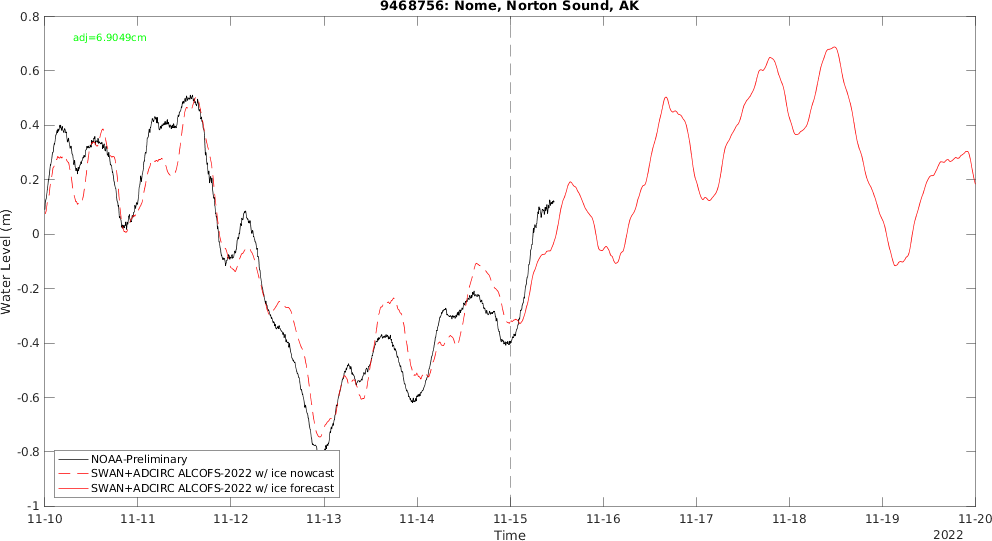 9468756: Nome, Norton Sound, AK
adj=6.9049cm
0.8
0.6
0.4
0.2
0
-0.2
-0.4
-0.6
-0.8
-1
Water Level (m)
NOAA-Preliminary
SWAN+ADCIRC ALCOFS-2022 w/ ice nowcast
SWAN+ADCIRC ALCOFS-2022 w/ ice forecast
11-10 11-11 11-12 11-13 11-14 11-15 11-16 11-17 11-18 11-19 11-20
Time
2022